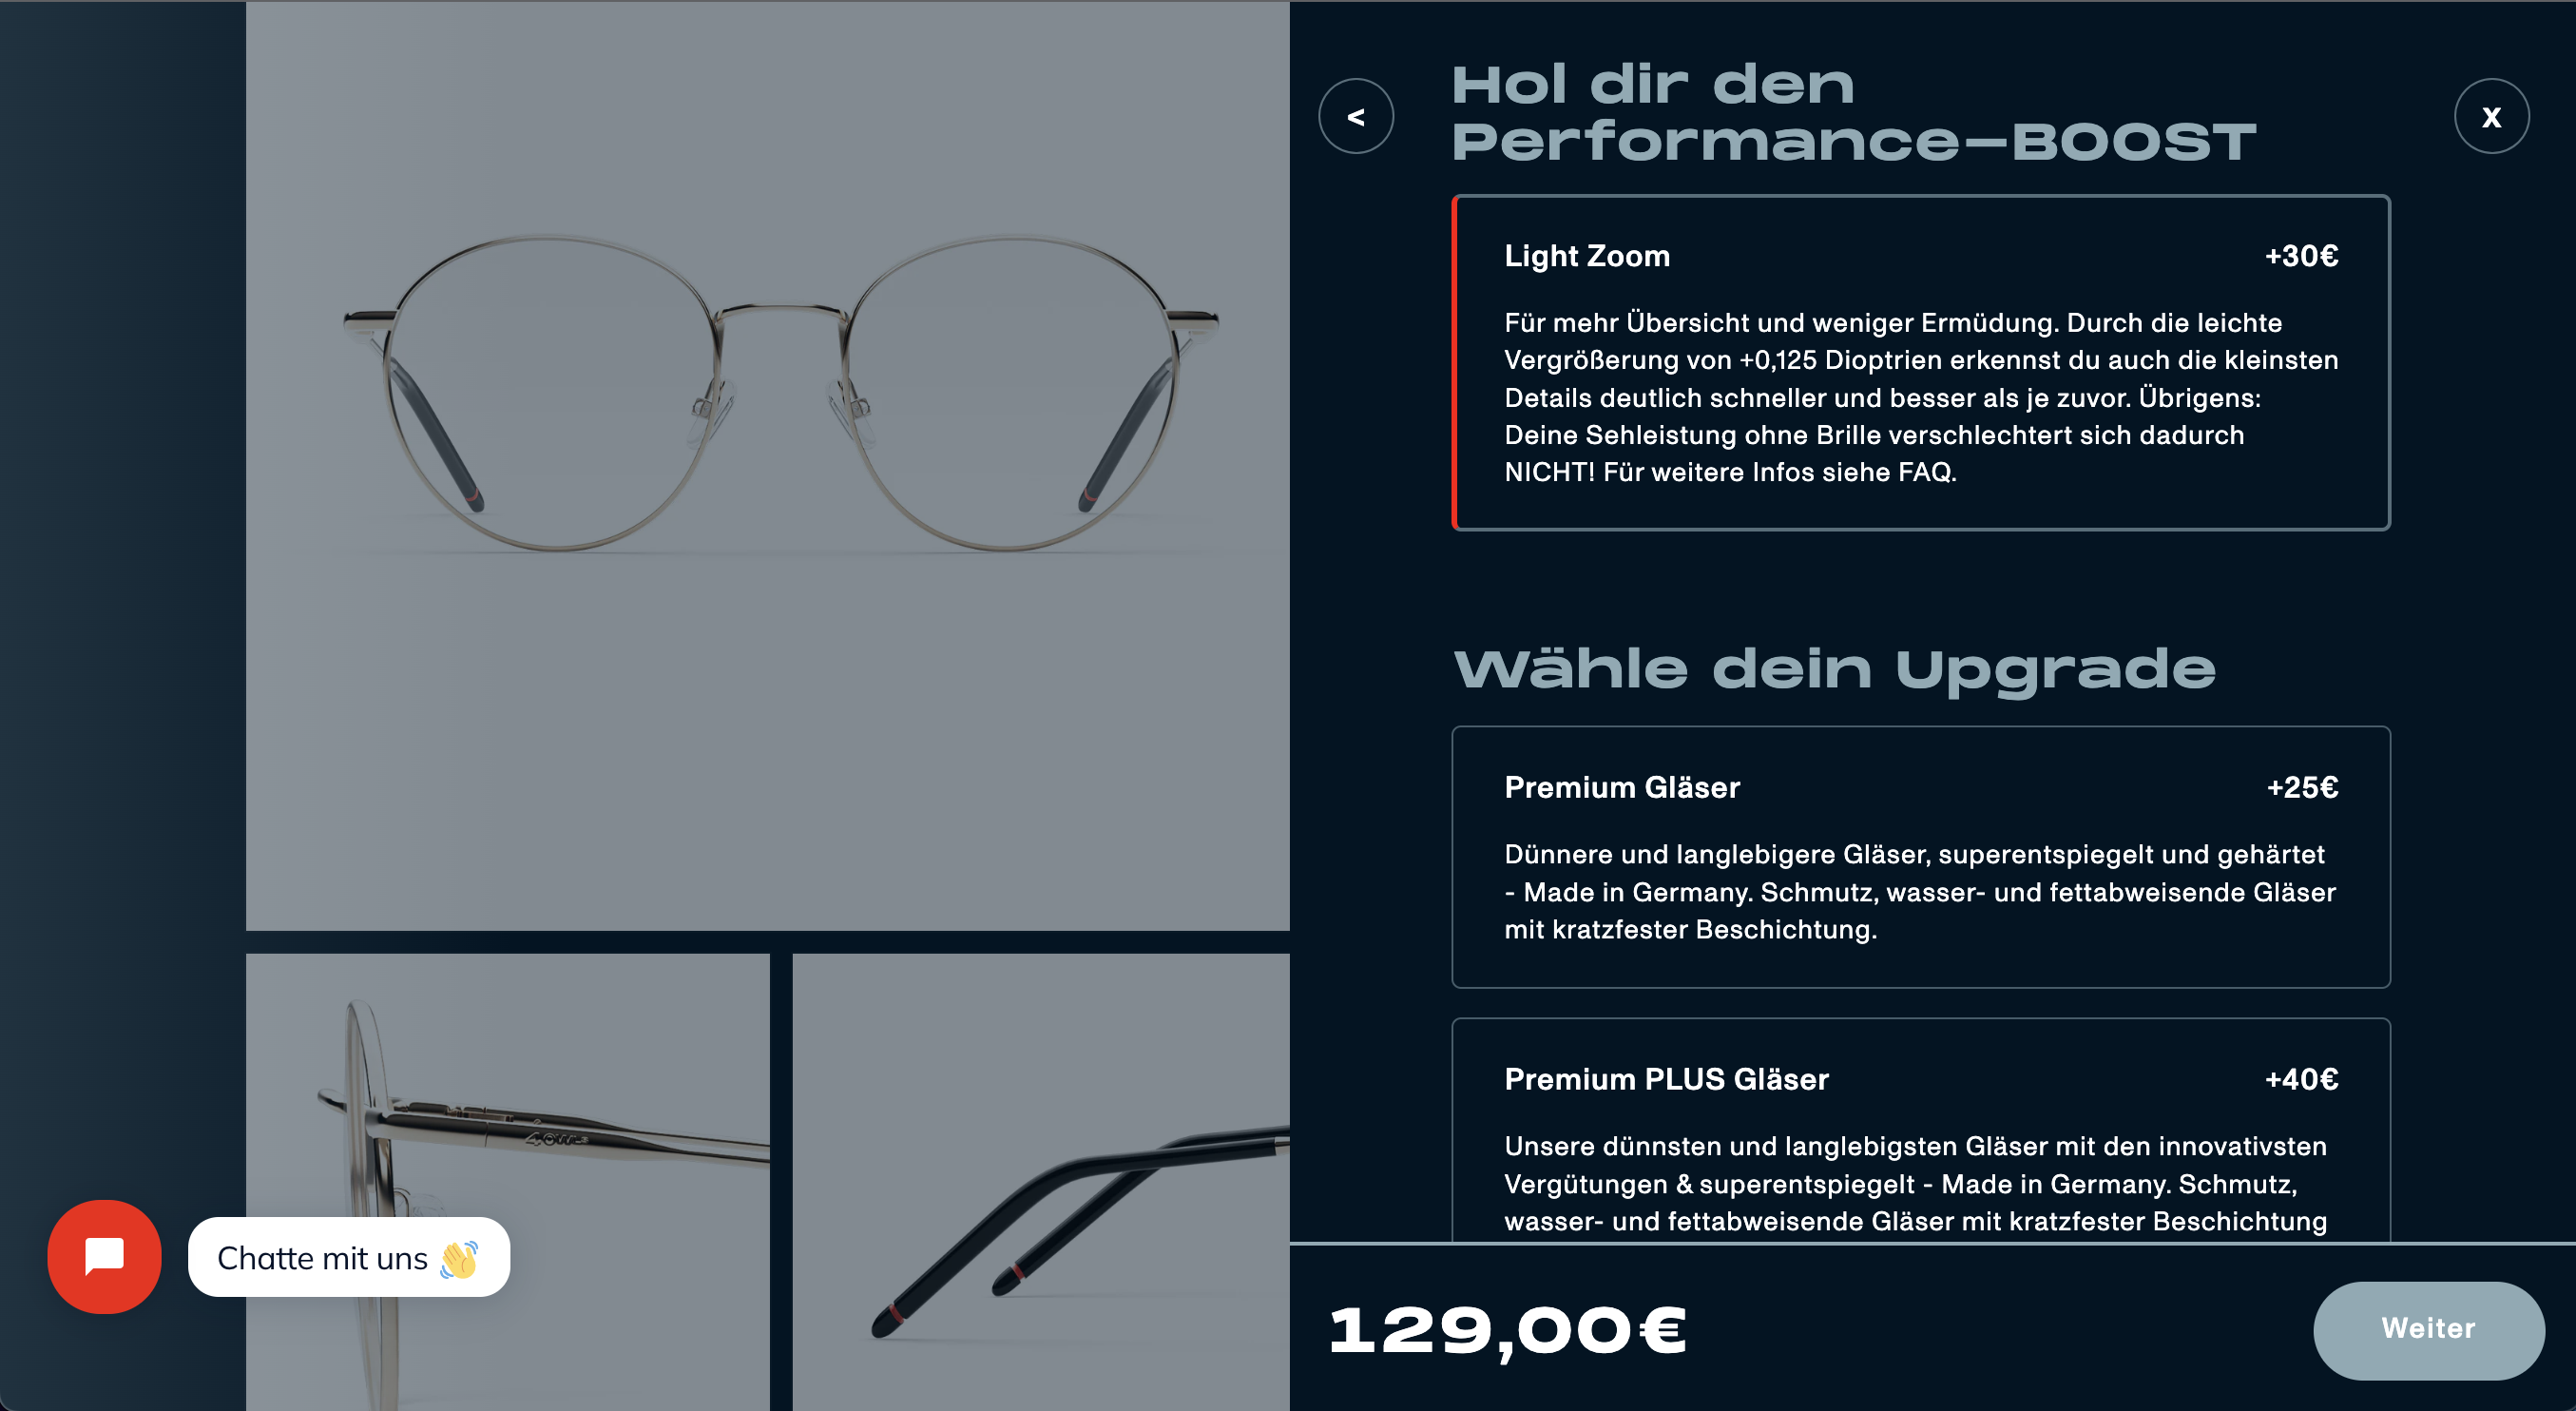 Hol dir den
Performance–BOOST
<
X
Light Zoom +30€
Für mehr Übersicht und weniger Ermüdung. Durch die leichte
Vergrößerung von +0,125 Dioptrien erkennst du auch die kleinsten
Details deutlich schneller und besser als je zuvor. Übrigens:
Deine Sehleistung ohne Brille verschlechtert sich dadurch
NICHT! Für weitere Infos siehe FAQ.
Wähle dein Upgrade
Premium Gläser +25€
Dünnere und langlebigere Gläser, superentspiegelt und gehärtet
- Made in Germany. Schmutz, wasser- und fettabweisende Gläser
mit kratzfester Beschichtung.
Premium PLUS Gläser +40€
Unsere dünnsten und langlebigsten Gläser mit den innovativsten
Vergütungen & superentspiegelt - Made in Germany. Schmutz,
wasser- und fettabweisende Gläser mit kratzfester Beschichtung
129,00€
Weiter
Chatte mit uns 👋